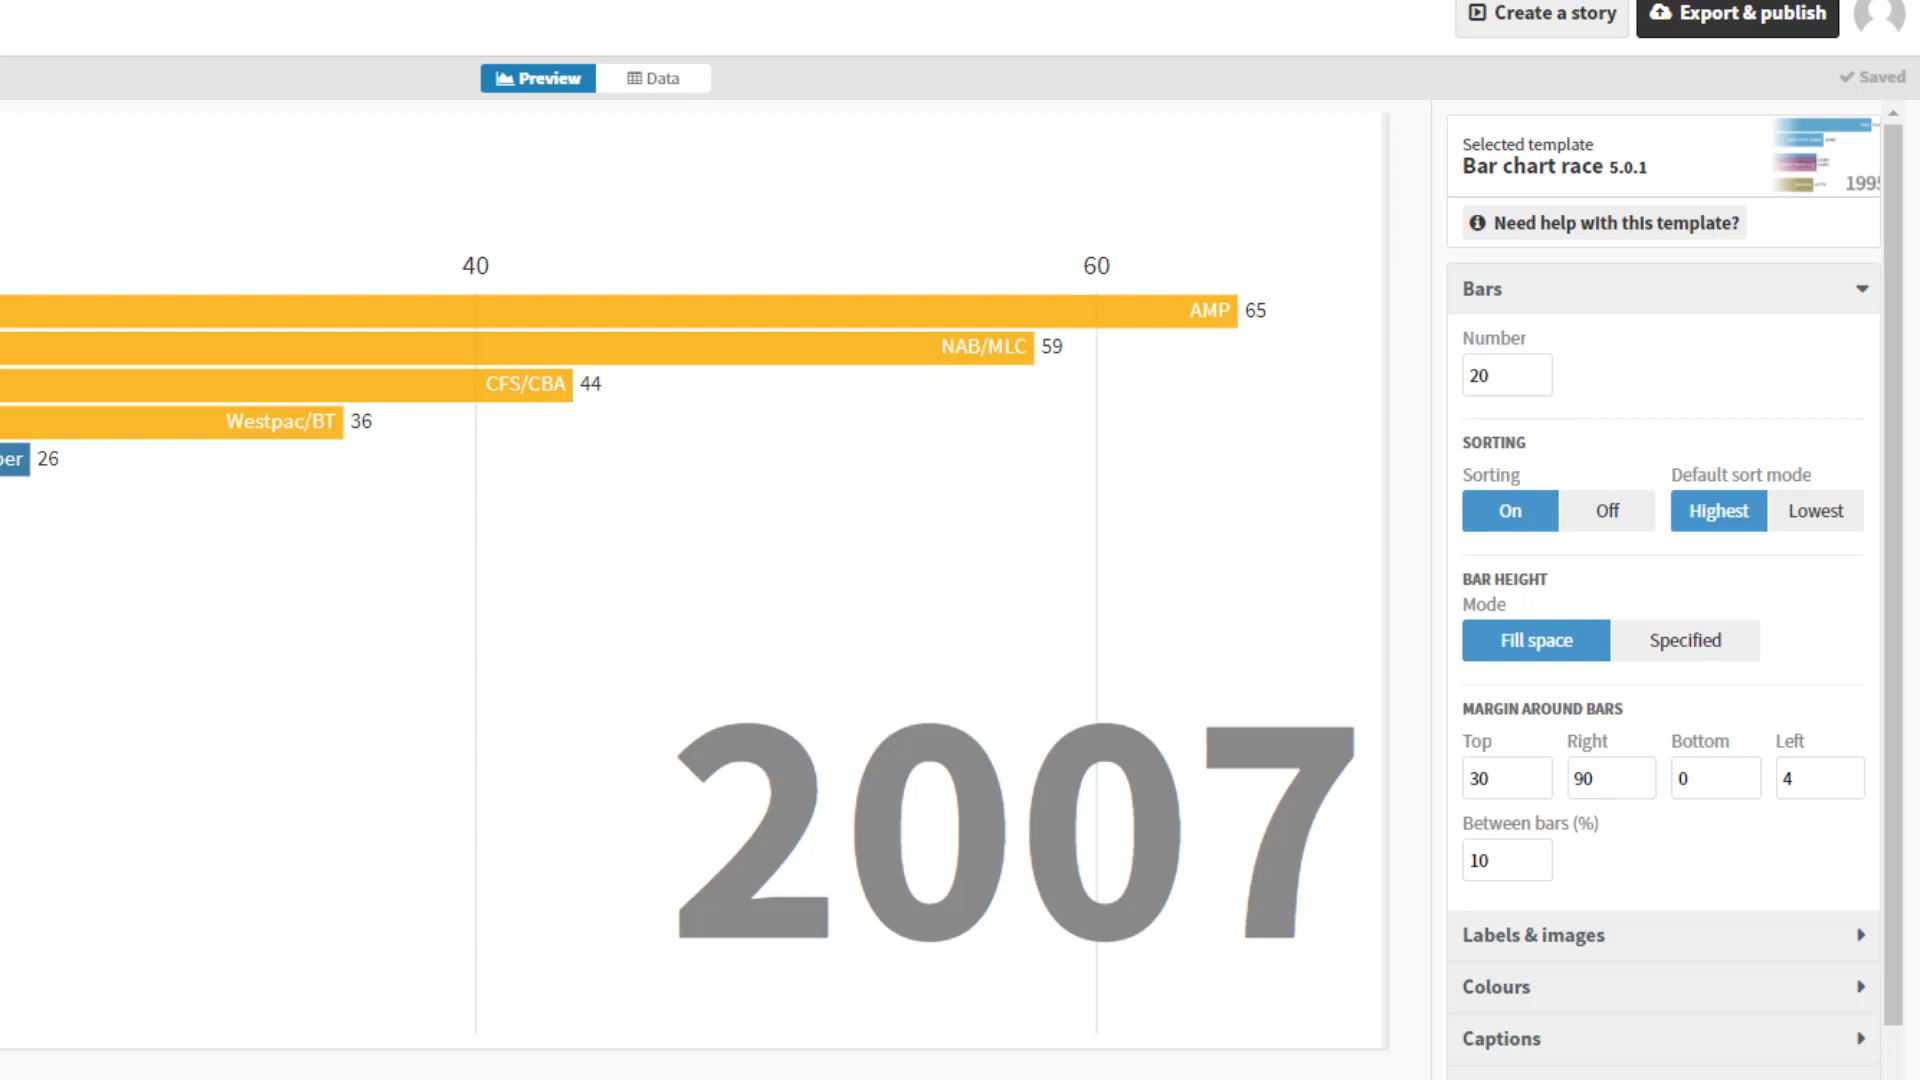 Create a story
Export & publish
Preview
Data
Saved
Selected template
Bar chart race 5.0.1
1995
Need help with this template?
40
60
AMP 65
NAB/MLC 59
CFS/CBA 44
Westpac/BT 36
per 26
2007
Bars
Number
20
SORTING
Sorting
Default sort mode
On
Off
Highest
Lowest
BAR HEIGHT
Mode
Fill space
Specified
MARGIN AROUND BARS
Top
Right
Bottom
Left
30
90
0
4
Between bars (%)
10
Labels & images
Colours
Captions